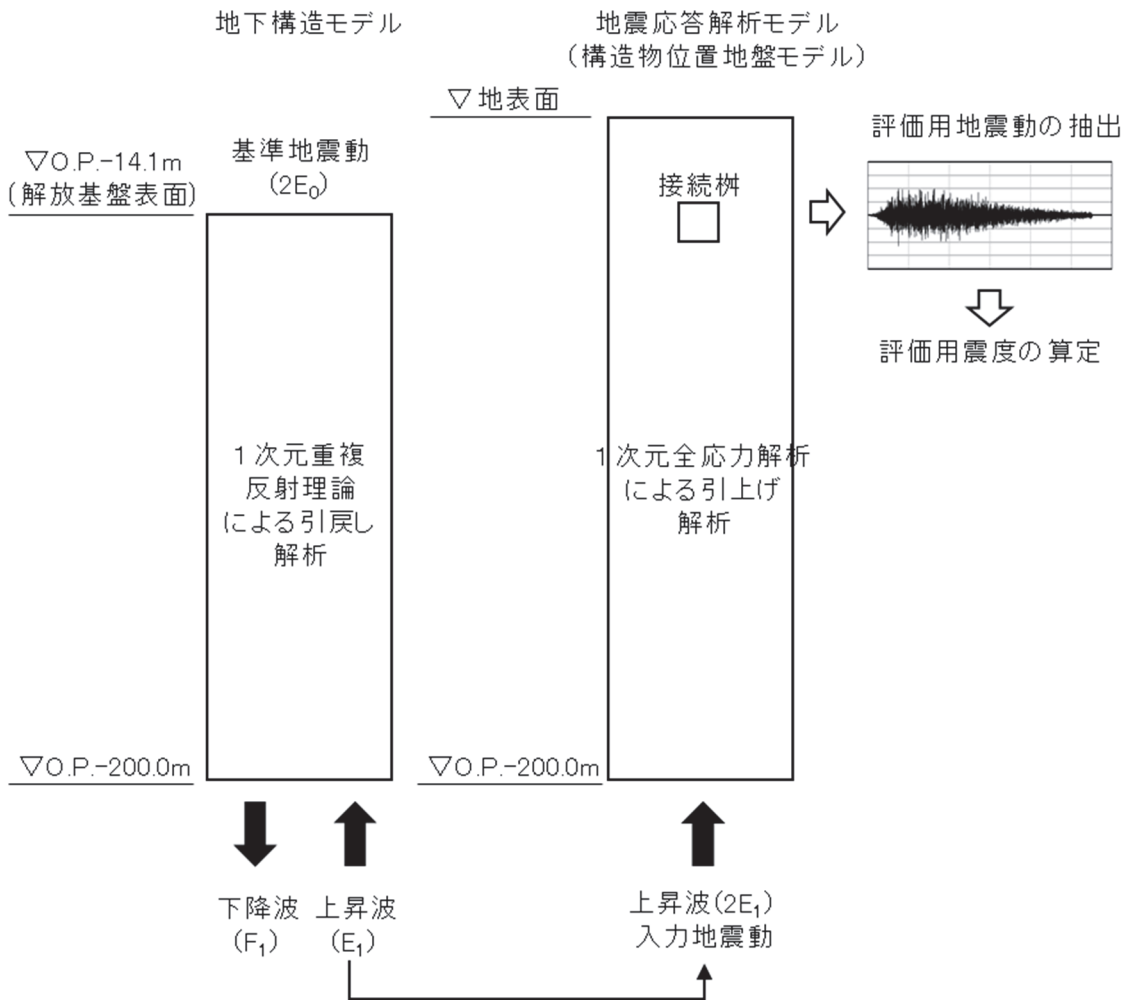 地下構造モデル
▽O.P.-14.1m
(解放基盤表面)
基準地震動
(2E₀)
1次元重複
反射理論
による引戻し
解析
▽O.P.-200.0m
下降波
(F₁)
上昇波
(E₁)
地震応答解析モデル
(構造物位置地盤モデル)
▽地表面
接続桝
1次元全応力解析
による引上げ
解析
▽O.P.-200.0m
上昇波(2E₁)
入力地震動
評価用地震動の抽出
評価用震度の算定